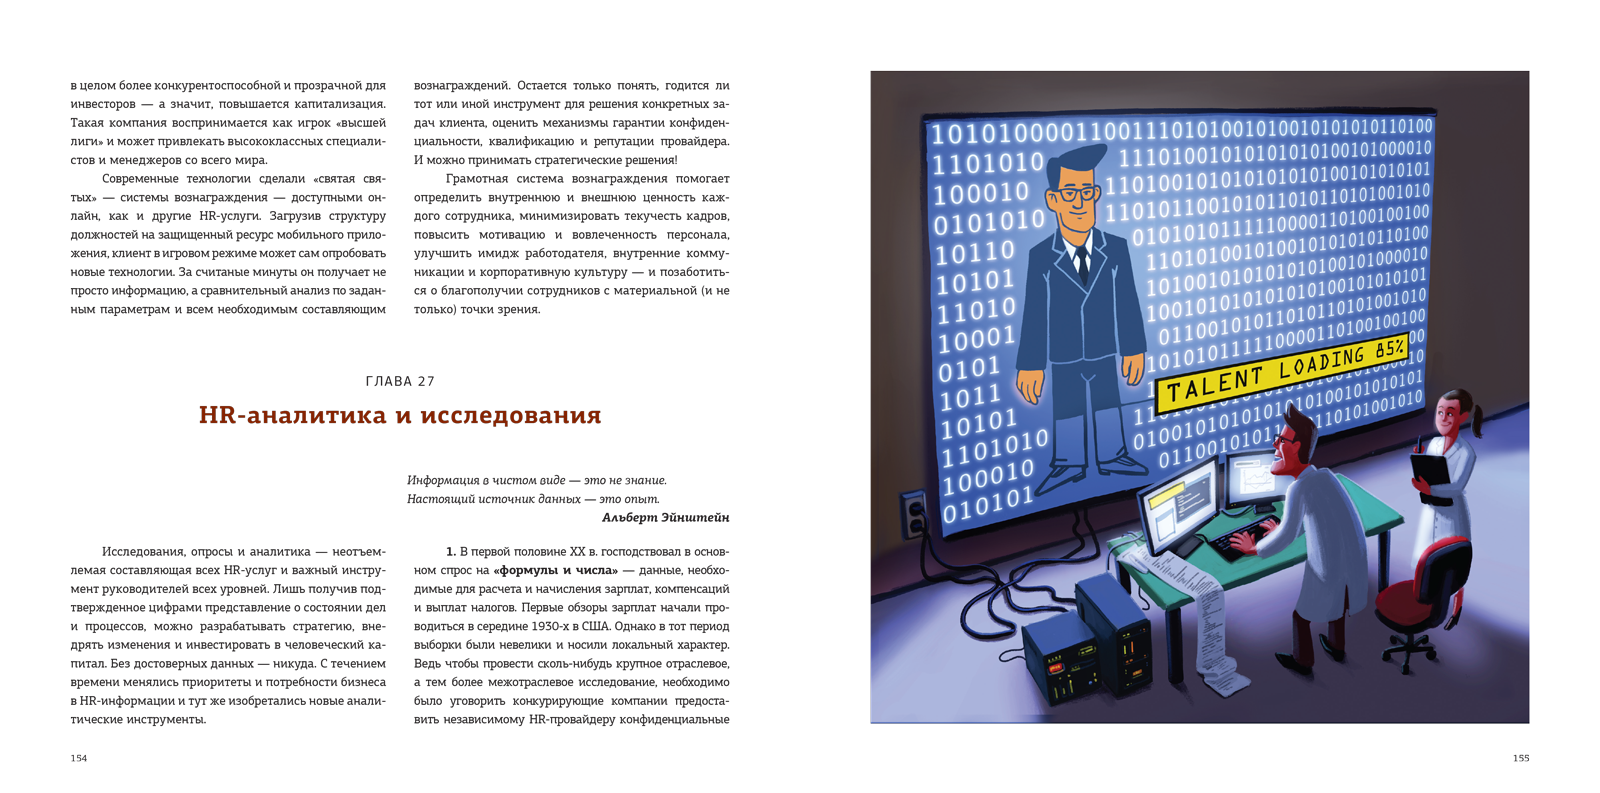 в целом более конкурентоспособной и прозрачной для
инвесторов — а значит, повышается капитализация.
Такая компания воспринимается как игрок «высшей
лиги» и может привлекать высококлассных специали-
стов и менеджеров со всего мира.
Современные технологии сделали «святая свя-
тых» — системы вознаграждения — доступными он-
лайн, как и другие HR-услуги. Загрузив структуру
должностей на защищенный ресурс мобильного прило-
жения, клиент в игровом режиме может сам опробовать
новые технологии. За считаные минуты он получает не
просто информацию, а сравнительный анализ по задан-
ным параметрам и всем необходимым составляющим
вознаграждений. Остается только понять, годится ли
тот или иной инструмент для решения конкретных за-
дач клиента, оценить механизмы гарантии конфиден-
циальности, квалификацию и репутации провайдера.
И можно принимать стратегические решения!
Грамотная система вознаграждения помогает
определить внутреннюю и внешнюю ценность каж-
дого сотрудника, минимизировать текучесть кадров,
повысить мотивацию и вовлеченность персонала,
улучшить имидж работодателя, внутренние комму-
никации и корпоративную культуру — и позаботить-
ся о благополучии сотрудников с материальной (и не
только) точки зрения.
ГЛАВА 27
HR-аналитика и исследования
Информация в чистом виде — это не знание.
Настоящий источник данных — это опыт.
Альберт Эйнштейн
Исследования, опросы и аналитика — неотъем-
лемая составляющая всех HR-услуг и важный инстру-
мент руководителей всех уровней. Лишь получив под-
твержденное цифрами представление о состоянии дел
и процессов, можно разрабатывать стратегию, вне-
дрять изменения и инвестировать в человеческий ка-
питал. Без достоверных данных — никуда. С течением
времени менялись приоритеты и потребности бизнеса
в HR-информации и тут же изобретались новые анали-
тические инструменты.
1. В первой половине XX в. господствовал в основ-
ном спрос на «формулы и числа» — данные, необхо-
димые для расчета и начисления зарплат, компенсаций
и выплат налогов. Первые обзоры зарплат начали про-
водиться в середине 1930-х в США. Однако в тот период
выборки были невелики и носили локальный характер.
Ведь чтобы провести сколь-нибудь крупное отраслевое,
а тем более межотраслевое исследование, необходимо
было уговорить конкурирующие компании предоста-
вить независимому HR-провайдеру конфиденциальные
154
TALENT LOADING 85%
155